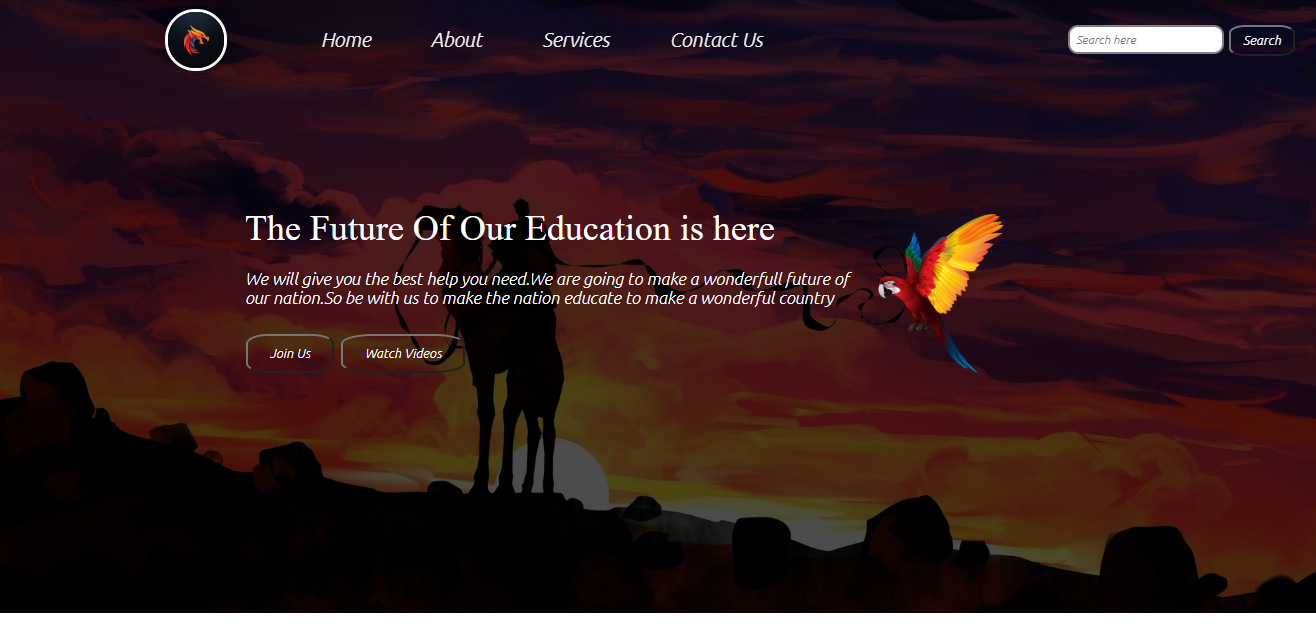 Home About Services Contact Us Search here Search
The Future Of Our Education is here
We will give you the best help you need.We are going to make a wonderfull future of
our nation.So be with us to make the nation educate to make a wonderful country
Join Us Watch Videos